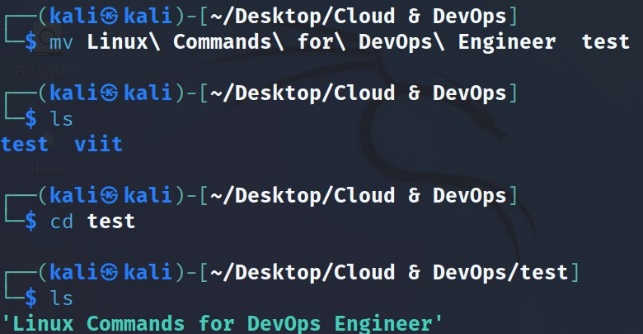 ┌──(kali㉿kali)-[~/Desktop/Cloud & DevOps]
└─$ mv Linux\ Commands\ for\ DevOps\ Engineer  test
┌──(kali㉿kali)-[~/Desktop/Cloud & DevOps]
└─$ ls
test  viit
┌──(kali㉿kali)-[~/Desktop/Cloud & DevOps]
└─$ cd test
┌──(kali㉿kali)-[~/Desktop/Cloud & DevOps/test]
└─$ ls
'Linux Commands for DevOps Engineer'